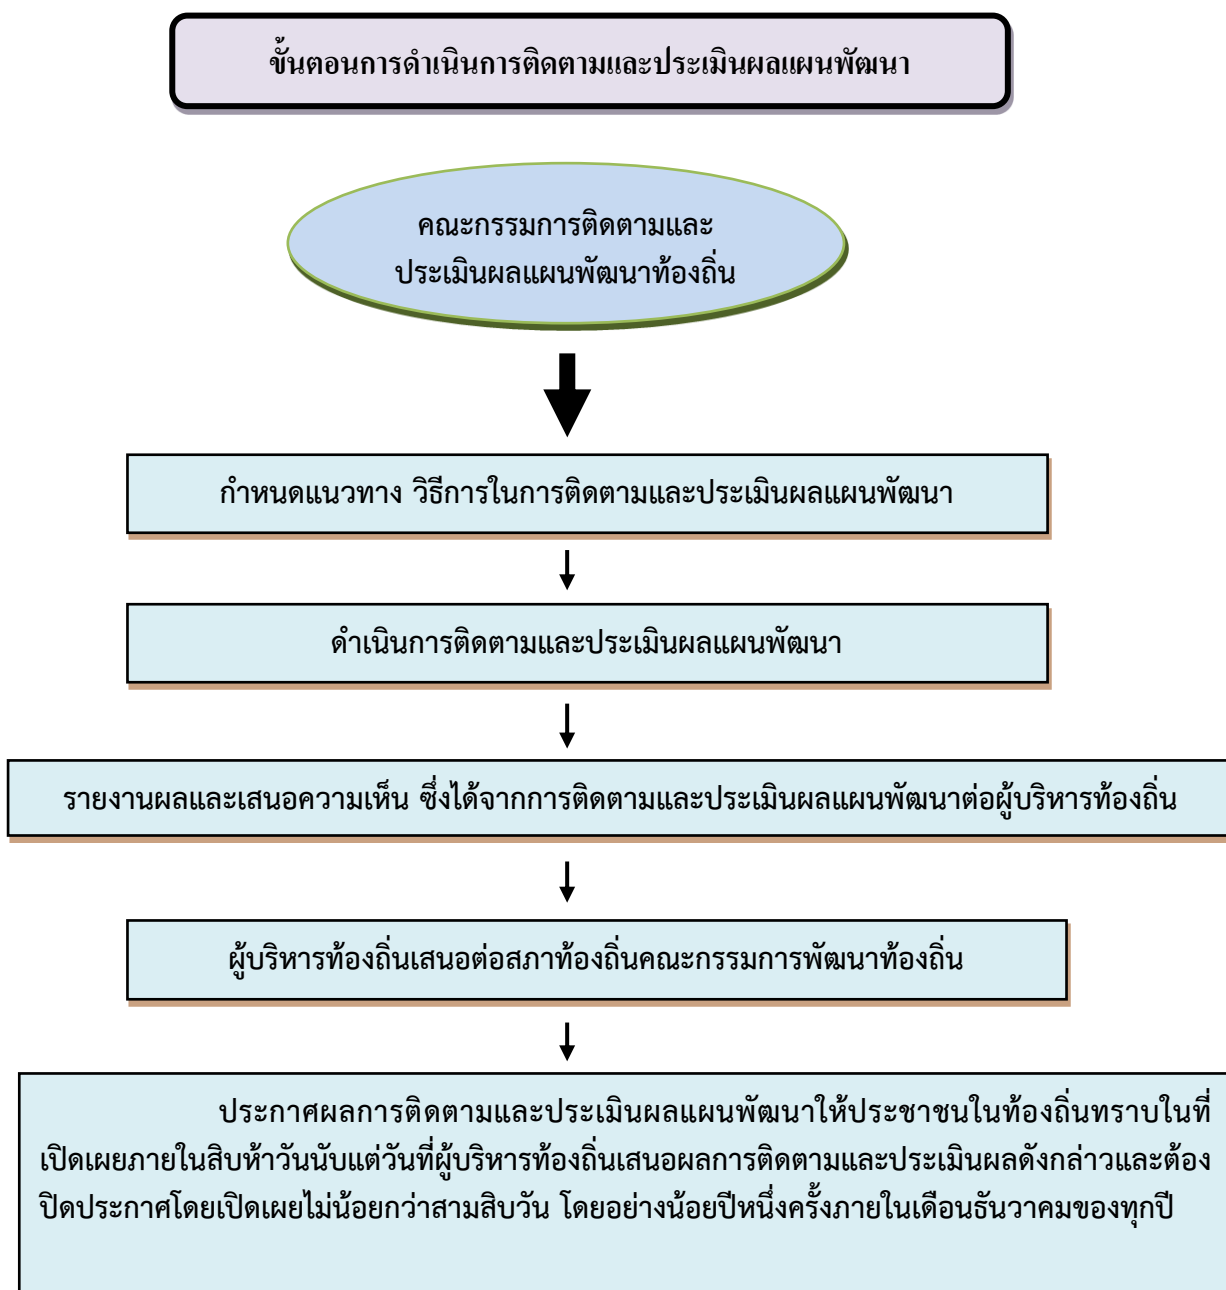 ขั้นตอนการดำเนินการติดตามและประเมินผลแผนพัฒนา
คณะกรรมการติดตามและ
ประเมินผลแผนพัฒนาท้องถิ่น
กำหนดแนวทาง วิธีการในการติดตามและประเมินผลแผนพัฒนา
ดำเนินการติดตามและประเมินผลแผนพัฒนา
รายงานผลและเสนอความเห็น ซึ่งได้จากการติดตามและประเมินผลแผนพัฒนาต่อผู้บริหารท้องถิ่น
ผู้บริหารท้องถิ่นเสนอต่อสภาท้องถิ่นคณะกรรมการพัฒนาท้องถิ่น
ประกาศผลการติดตามและประเมินผลแผนพัฒนาให้ประชาชนในท้องถิ่นทราบในที่
เปิดเผยภายในสิบห้าวันนับแต่วันที่ผู้บริหารท้องถิ่นเสนอผลการติดตามและประเมินผลดังกล่าวและต้อง
ปิดประกาศโดยเปิดเผยไม่น้อยกว่าสามสิบวัน โดยอย่างน้อยปีหนึ่งครั้งภายในเดือนธันวาคมของทุกปี